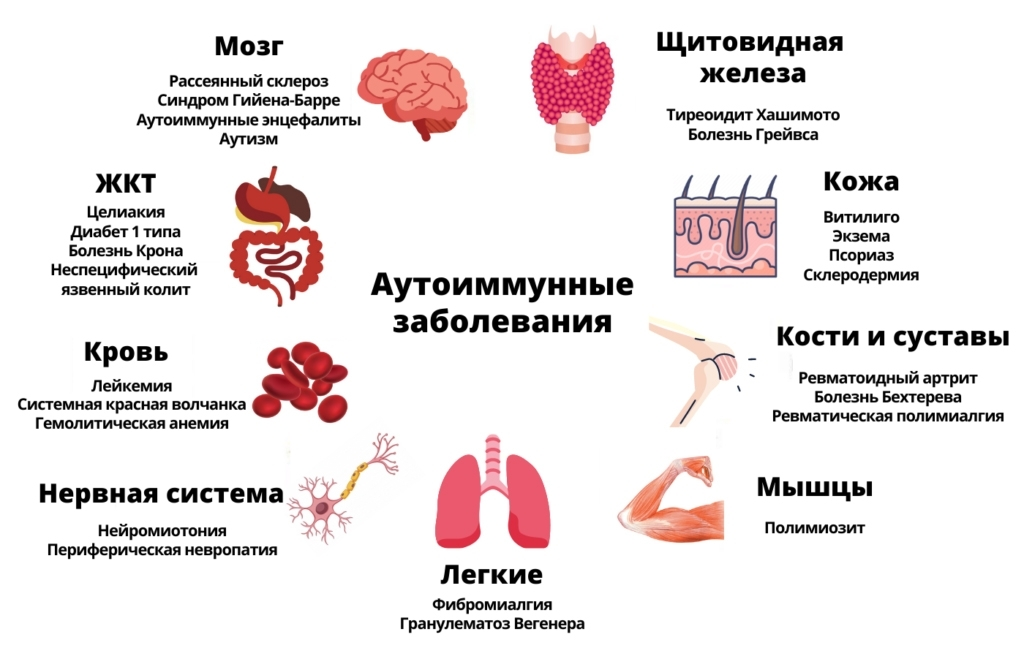 Мозг
Рассеянный склероз
Синдром Гийена-Барре
Аутоиммунные энцефалиты
Аутизм
Щитовидная
железа
Тиреоидит Хашимото
Болезнь Грейвса
ЖКТ
Целиакия
Диабет 1 типа
Болезнь Крона
Неспецифический
язвенный колит
Кожа
Витилиго
Экзема
Псориаз
Склеродермия
Аутоиммунные
заболевания
Кровь
Лейкемия
Системная красная волчанка
Гемолитическая анемия
Кости и суставы
Ревматоидный артрит
Болезнь Бехтерева
Ревматическая полимиалгия
Нервная система
Нейромиотония
Периферическая невропатия
Мышцы
Полимиозит
Легкие
Фибромиалгия
Гранулематоз Вегенера